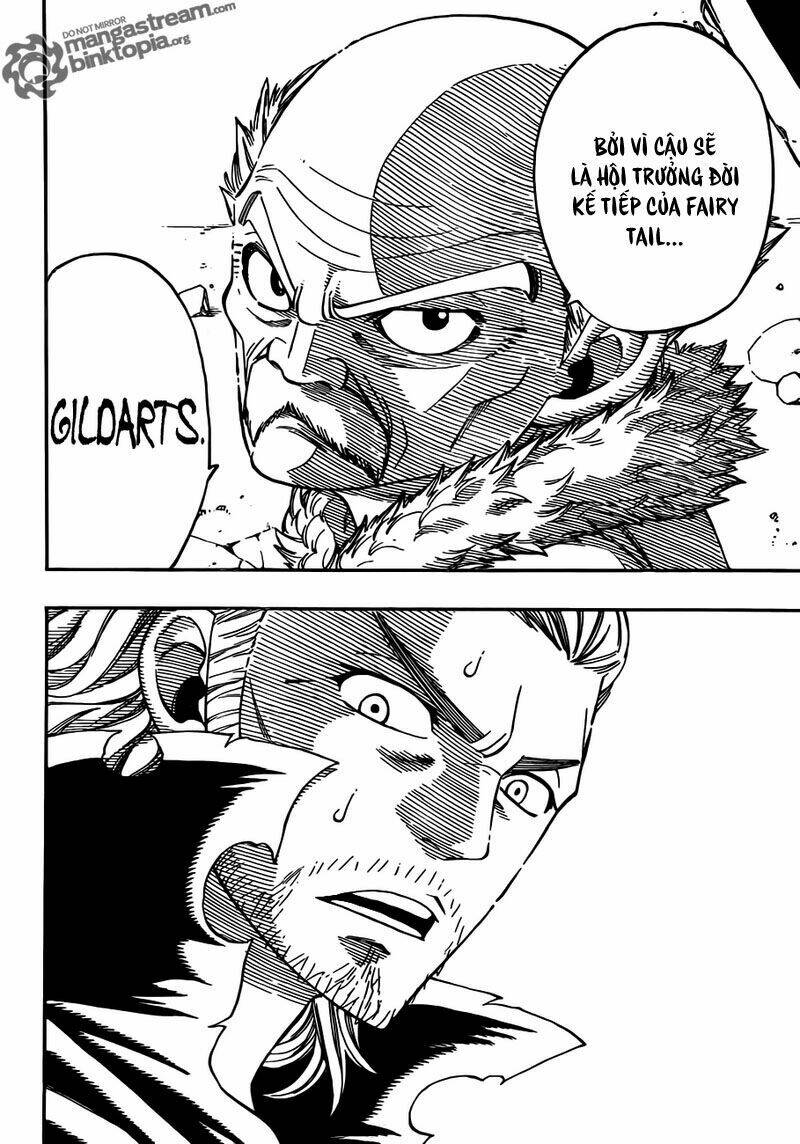 DO NOT MIRROR
mangastream.com
binktopia.org
BỞI VÌ CẬU SẼ
LÀ HỘI TRƯỞNG ĐỜI
KẾ TIẾP CỦA FAIRY
TAIL...
GILDARTS.